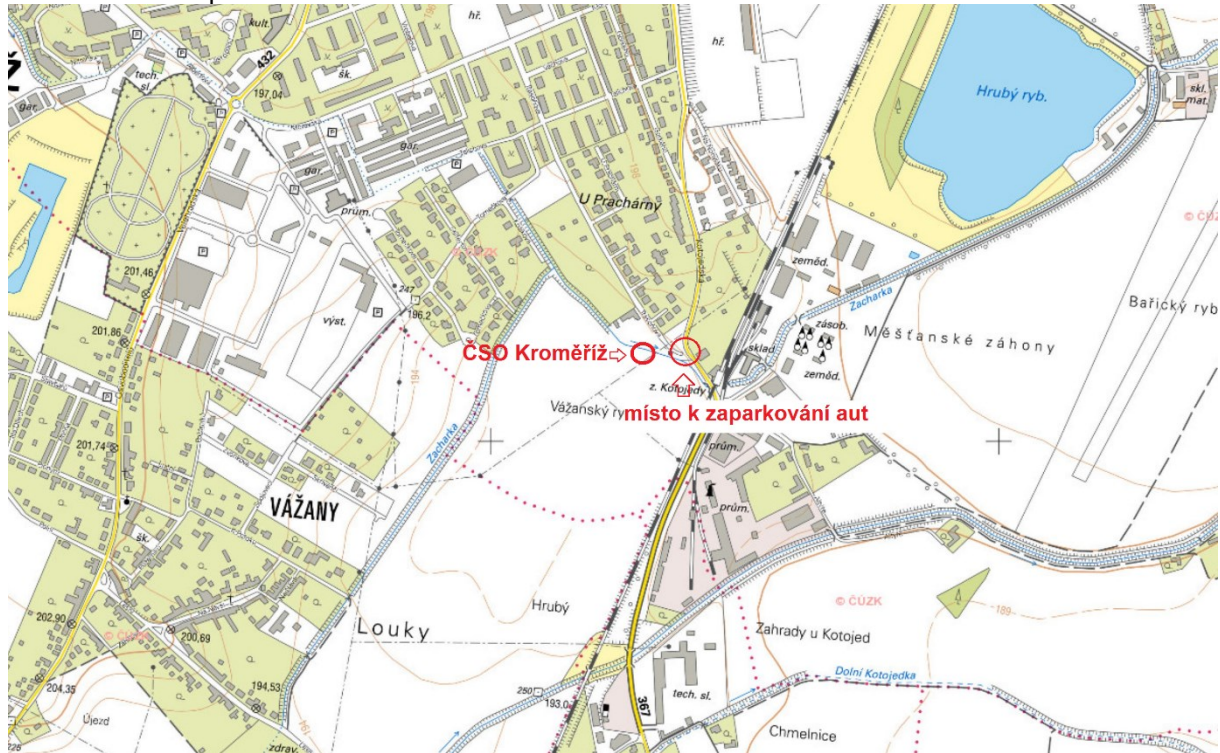 kult.
hř.
432
197,04
šk.
tech.
sl.
gar.
hř.
Hrubý ryb.
skl.
mat.
gar.
gar.
U Prachárny
prům.
© ČÚZK
201,46
247
196,2
výst.
Kotojedská
zeměd.
Zacharka
Bařický ryb
201,86
ČSO Kroměříž
zásob.
Měšťanské záhony
sklad
zeměd.
z. Kotojedy
194
Vážanský ry
místo k zaparkování aut
201,74
Zacharka
prům.
VÁŽANY
prům.
šk.
Hrubý
© ČÚZK
189
202,90
© ČÚZK
200,69
Louky
Zahrady u Kotojed
Dolní Kotojedka
204,35
194,53
250
193,0
367
tech. sl.
Újezd
194
Chmelnice
zdrav.